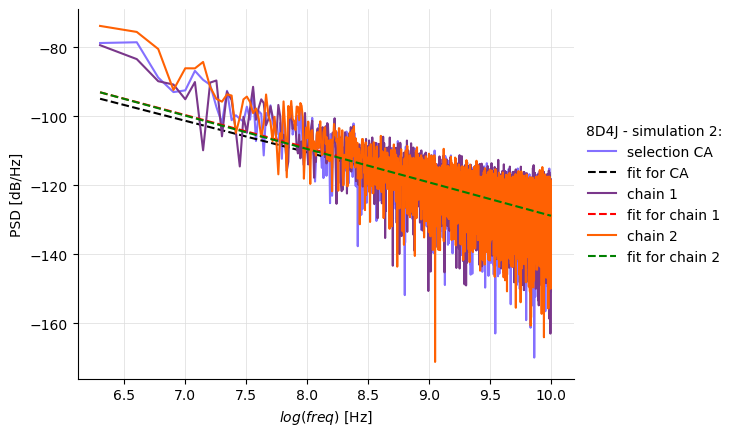 −80
−100
−120
−140
−160
PSD [dB/Hz]
6.5 7.0 7.5 8.0 8.5 9.0 9.5 10.0
log(freq) [Hz]
8D4J - simulation 2:
selection CA
fit for CA
chain 1
fit for chain 1
chain 2
fit for chain 2